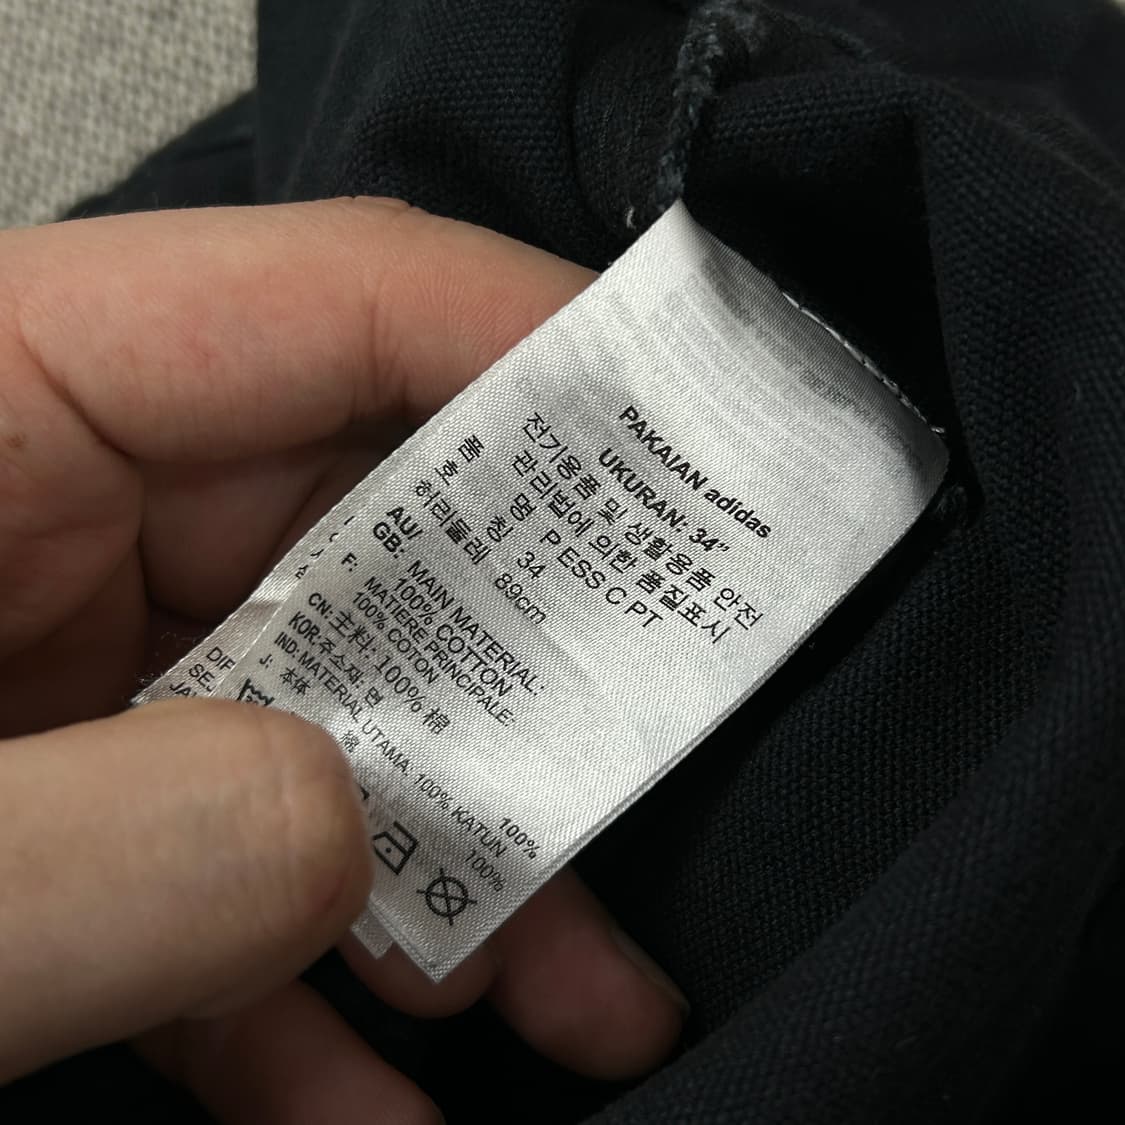 PAKAIAN adidas
UKURAN: 34”
전기용품 및 생활용품 안전
관리법에 의한 품질표시
품 명 P ESS C PT
호 칭 34
허리둘레 89cm
AU/
GB: MAIN MATERIAL:
100% COTTON
F: MATIERE PRINCIPALE:
100% COTON
CN: 主料: 100% 棉
KOR: 주소재: 면 100%
IND: MATERIAL UTAMA: 100% KATUN
J: 本体 綿 100%
DIF
SE
JA